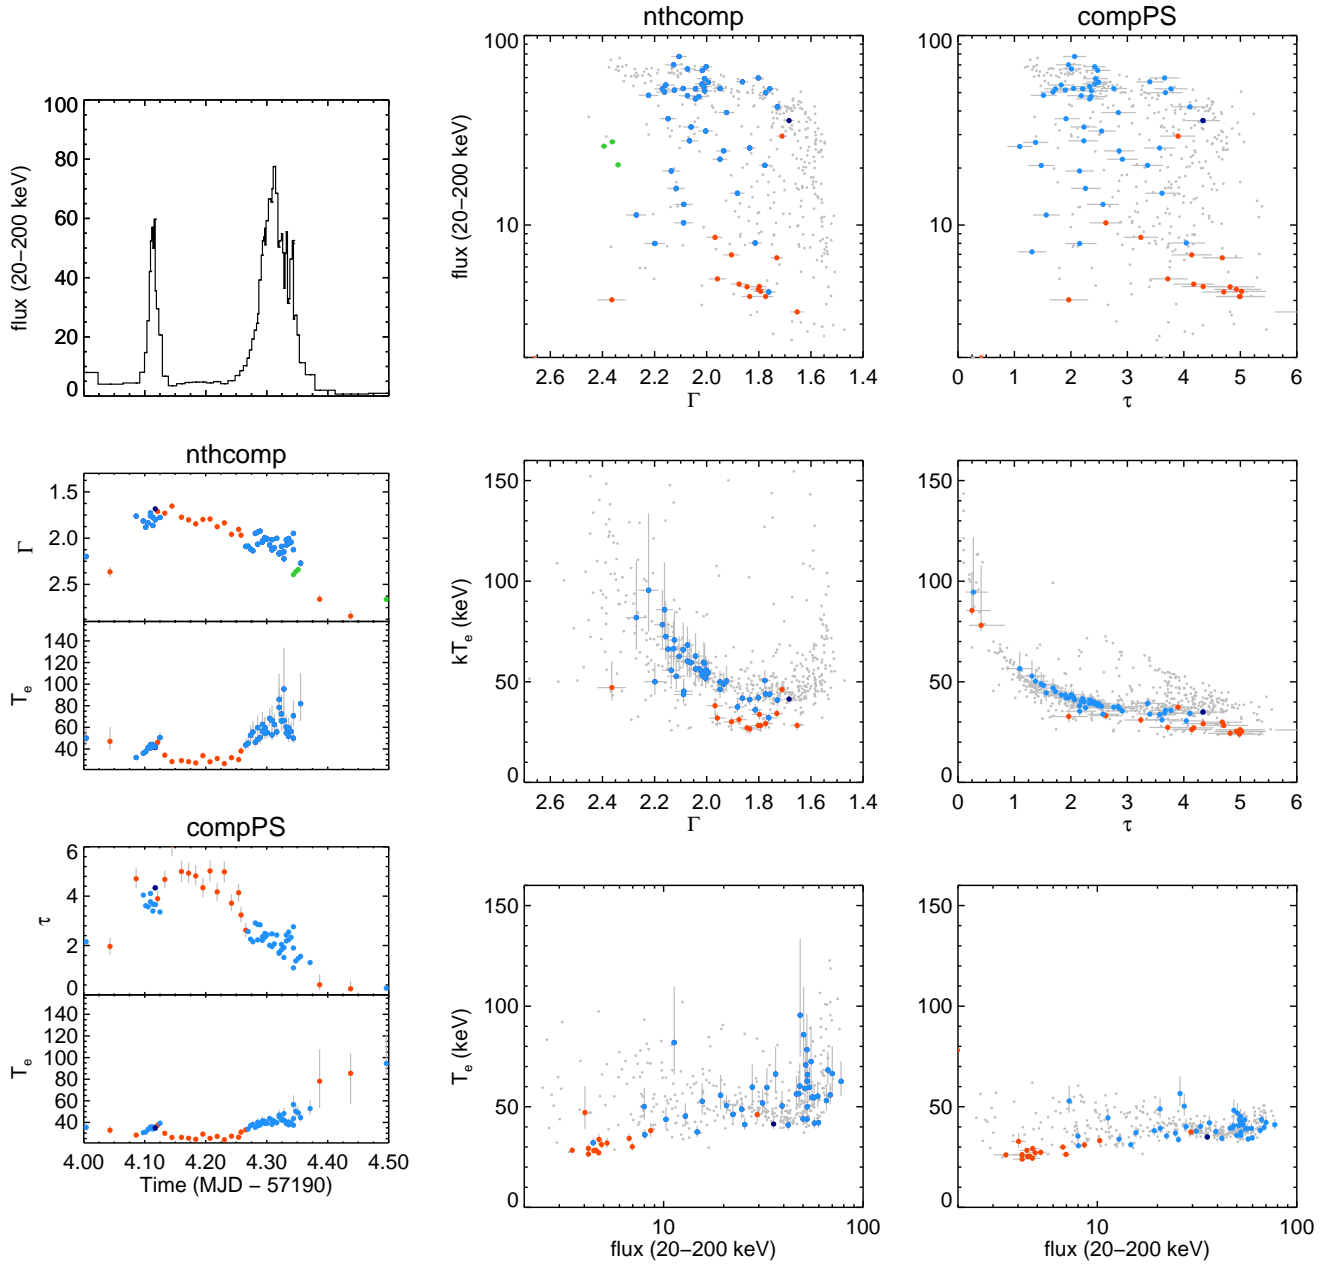 nthcomp
compPS
100
80
60
40
20
0
flux (20−200 keV)
100
10
flux (20−200 keV)
2.6 2.4 2.2 2.0 1.8 1.6 1.4
Γ
100
10
0 1 2 3 4 5 6
τ
nthcomp
1.5
2.0
2.5
Γ
140
120
100
80
60
40
T_e
150
100
50
0
kT_e (keV)
2.6 2.4 2.2 2.0 1.8 1.6 1.4
Γ
150
100
50
0
0 1 2 3 4 5 6
τ
compPS
6
4
2
0
τ
140
120
100
80
60
40
T_e
4.00 4.10 4.20 4.30 4.40 4.50
Time (MJD − 57190)
150
100
50
0
T_e (keV)
10 100
flux (20−200 keV)
150
100
50
0
10 100
flux (20−200 keV)